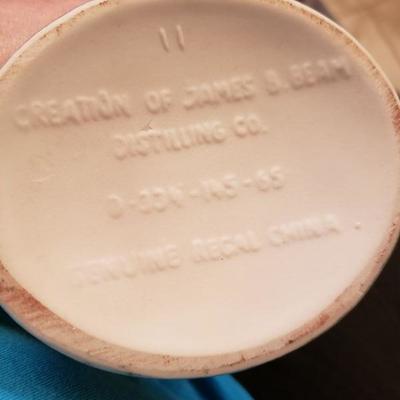 11
CREATION OF JAMES B. BEAM
DISTILLING CO.
GENUINE REGAL CHINA